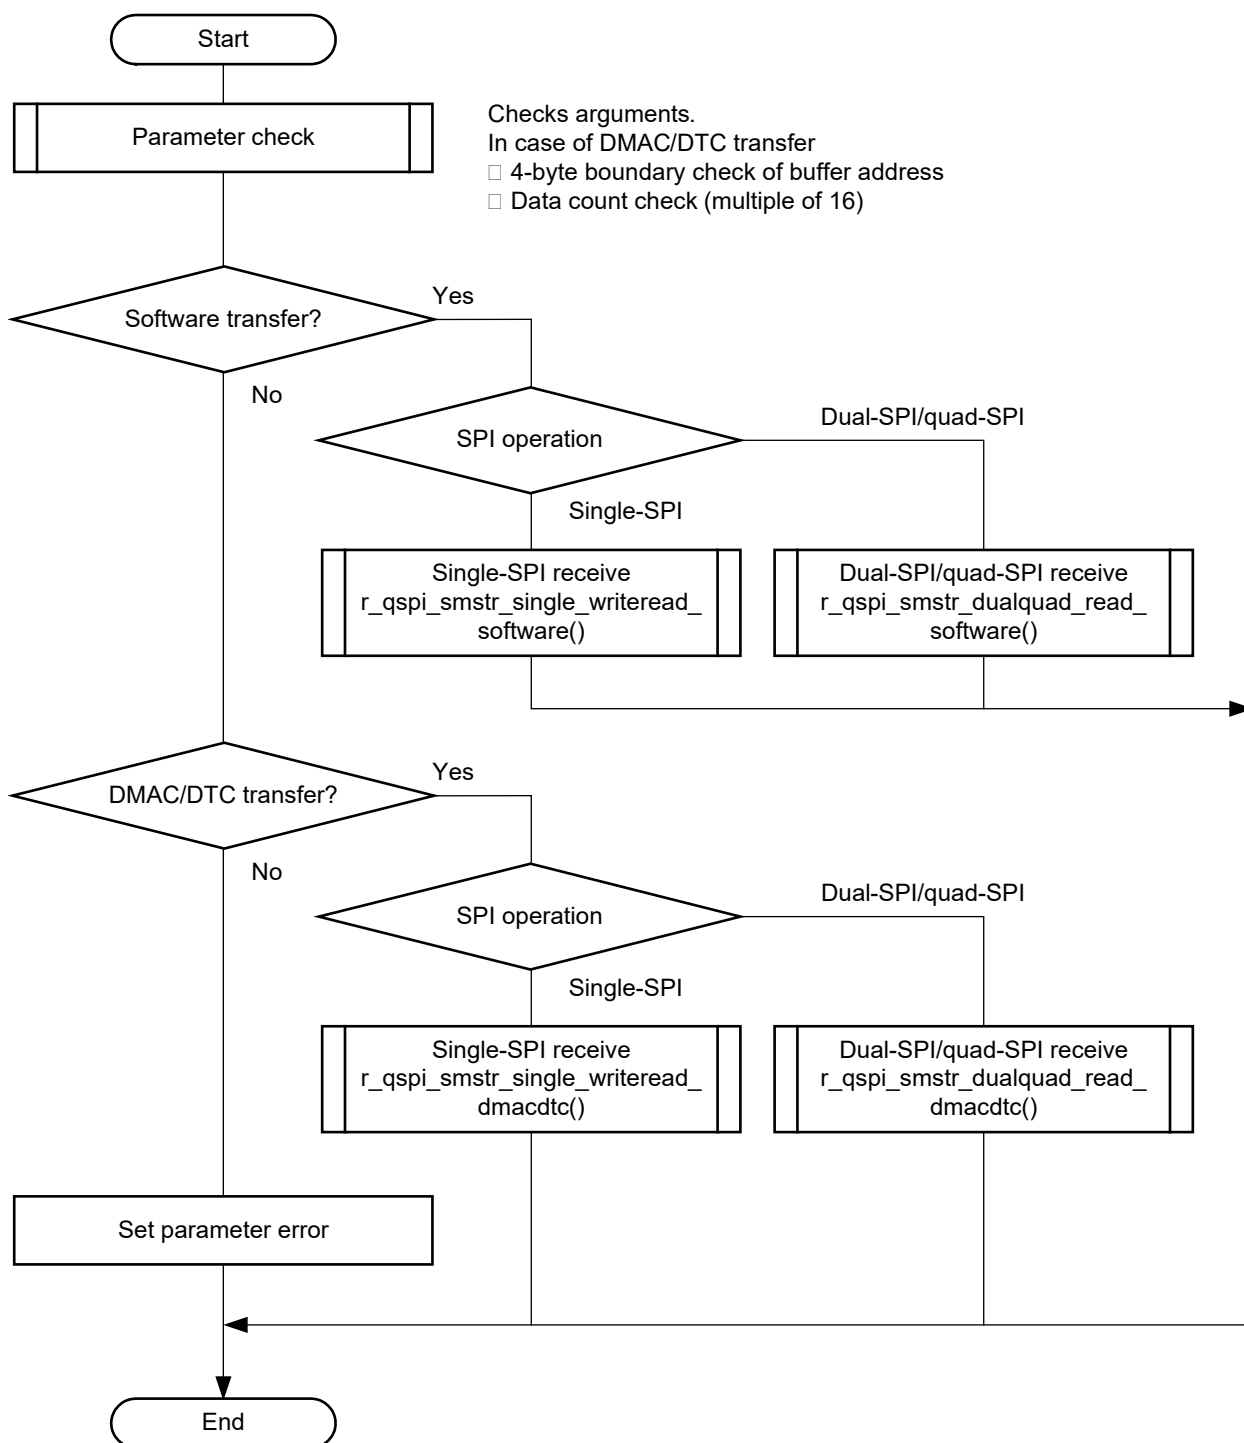 Start
Parameter check
Checks arguments.
In case of DMAC/DTC transfer
□ 4-byte boundary check of buffer address
□ Data count check (multiple of 16)
Software transfer?
Yes
No
SPI operation
Dual-SPI/quad-SPI
Single-SPI
Single-SPI receive
r_qspi_smstr_single_writeread_
software()
Dual-SPI/quad-SPI receive
r_qspi_smstr_dualquad_read_
software()
DMAC/DTC transfer?
Yes
No
SPI operation
Dual-SPI/quad-SPI
Single-SPI
Single-SPI receive
r_qspi_smstr_single_writeread_
dmacdtc()
Dual-SPI/quad-SPI receive
r_qspi_smstr_dualquad_read_
dmacdtc()
Set parameter error
End